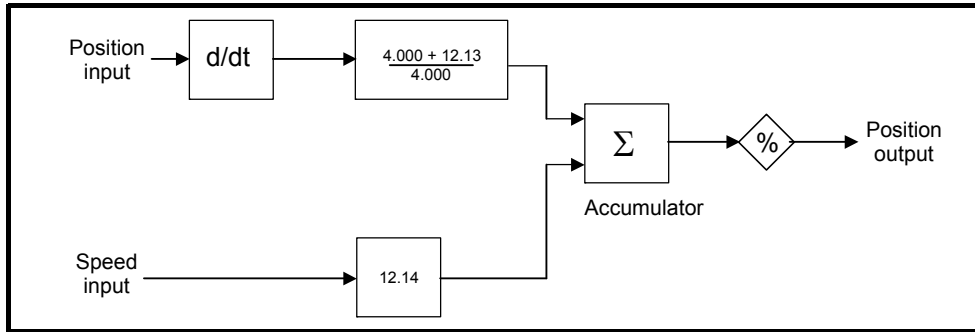 Position
input
d/dt
4.000 + 12.13
4.000
Σ
Accumulator
%
Position
output
Speed
input
12.14